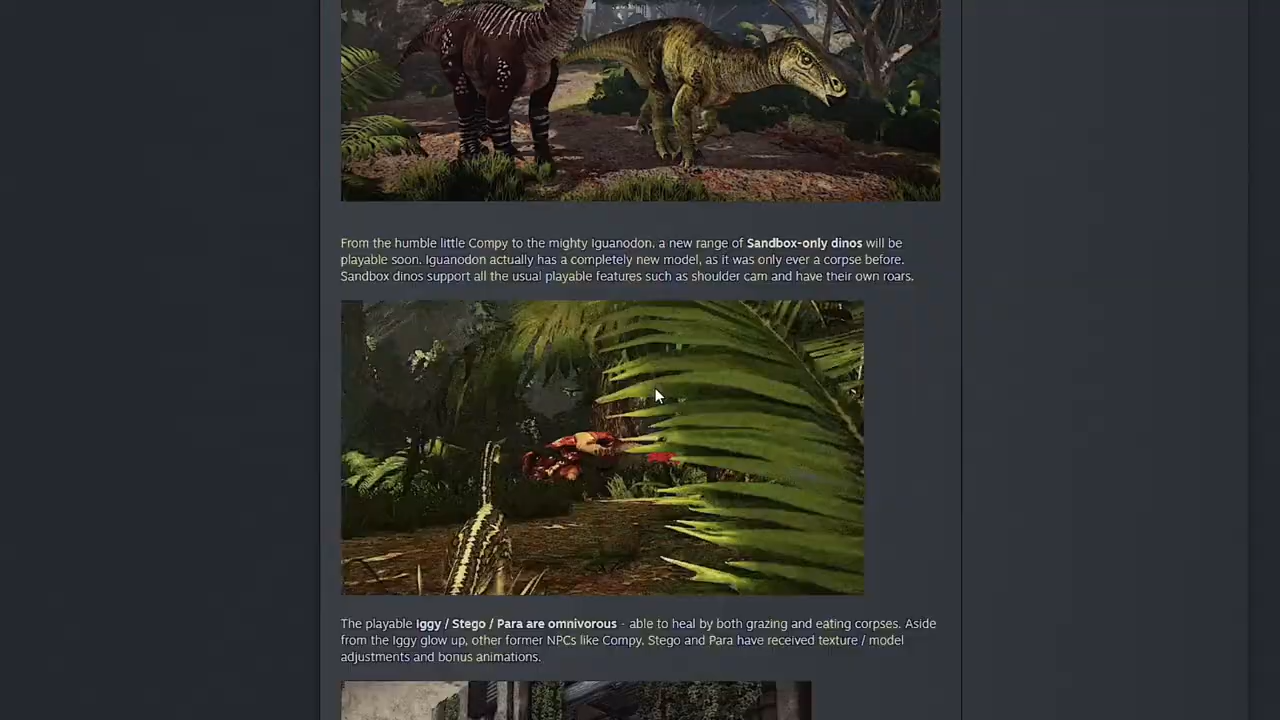 From the humble little Compy to the mighty Iguanodon, a new range of Sandbox-only dinos will be
playable soon. Iguanodon actually has a completely new model, as it was only ever a corpse before.
Sandbox dinos support all the usual playable features such as shoulder cam and have their own roars.
The playable Iggy / Stego / Para are omnivorous - able to heal by both grazing and eating corpses. Aside
from the Iggy glow up, other former NPCs like Compy, Stego and Para have received texture / model
adjustments and bonus animations.